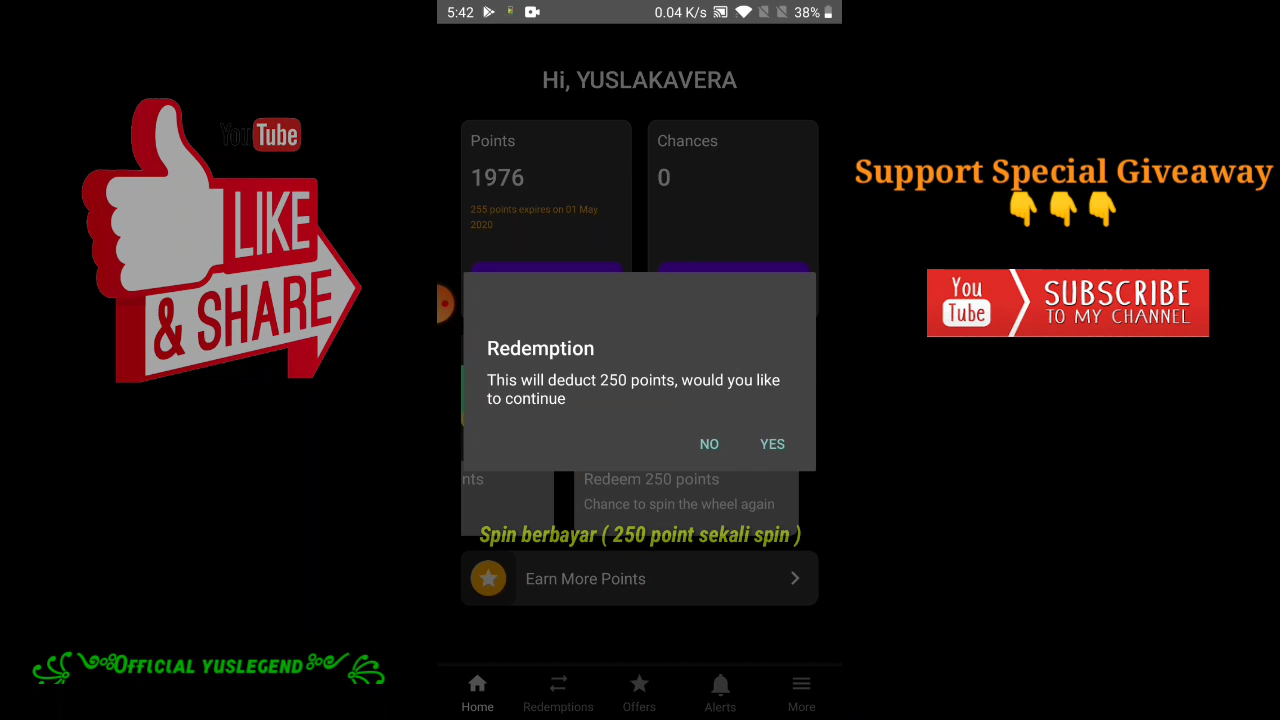 5:42
0.04 K/s
38%
Hi, YUSLAKAVERA
Points
1976
255 points expires on 01 May
2020
Chances
0
Redemption
This will deduct 250 points, would you like
to continue
NO YES
nts
Redeem 250 points
Chance to spin the wheel again
Spin berbayar ( 250 point sekali spin )
Earn More Points
Home
Redemptions
Offers
Alerts
More
YouTube
LIKE
& SHARE
OFFICIAL YUSLEGEND
Support Special Giveaway
You
Tube
SUBSCRIBE
TO MY CHANNEL